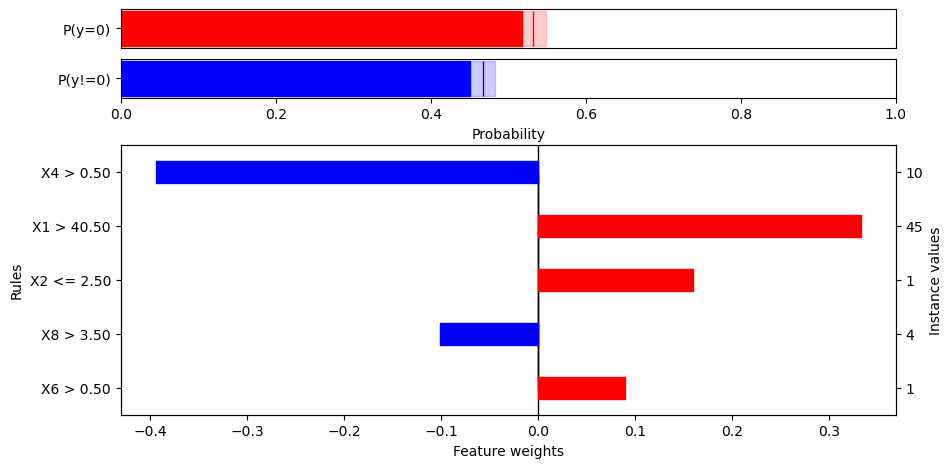 P(y=0)
P(y!=0)
0.0 0.2 0.4 0.6 0.8 1.0
Probability
X4 > 0.50 10
X1 > 40.50 45
X2 <= 2.50 1
X8 > 3.50 4
X6 > 0.50 1
Rules
Instance values
−0.4 −0.3 −0.2 −0.1 0.0 0.1 0.2 0.3
Feature weights